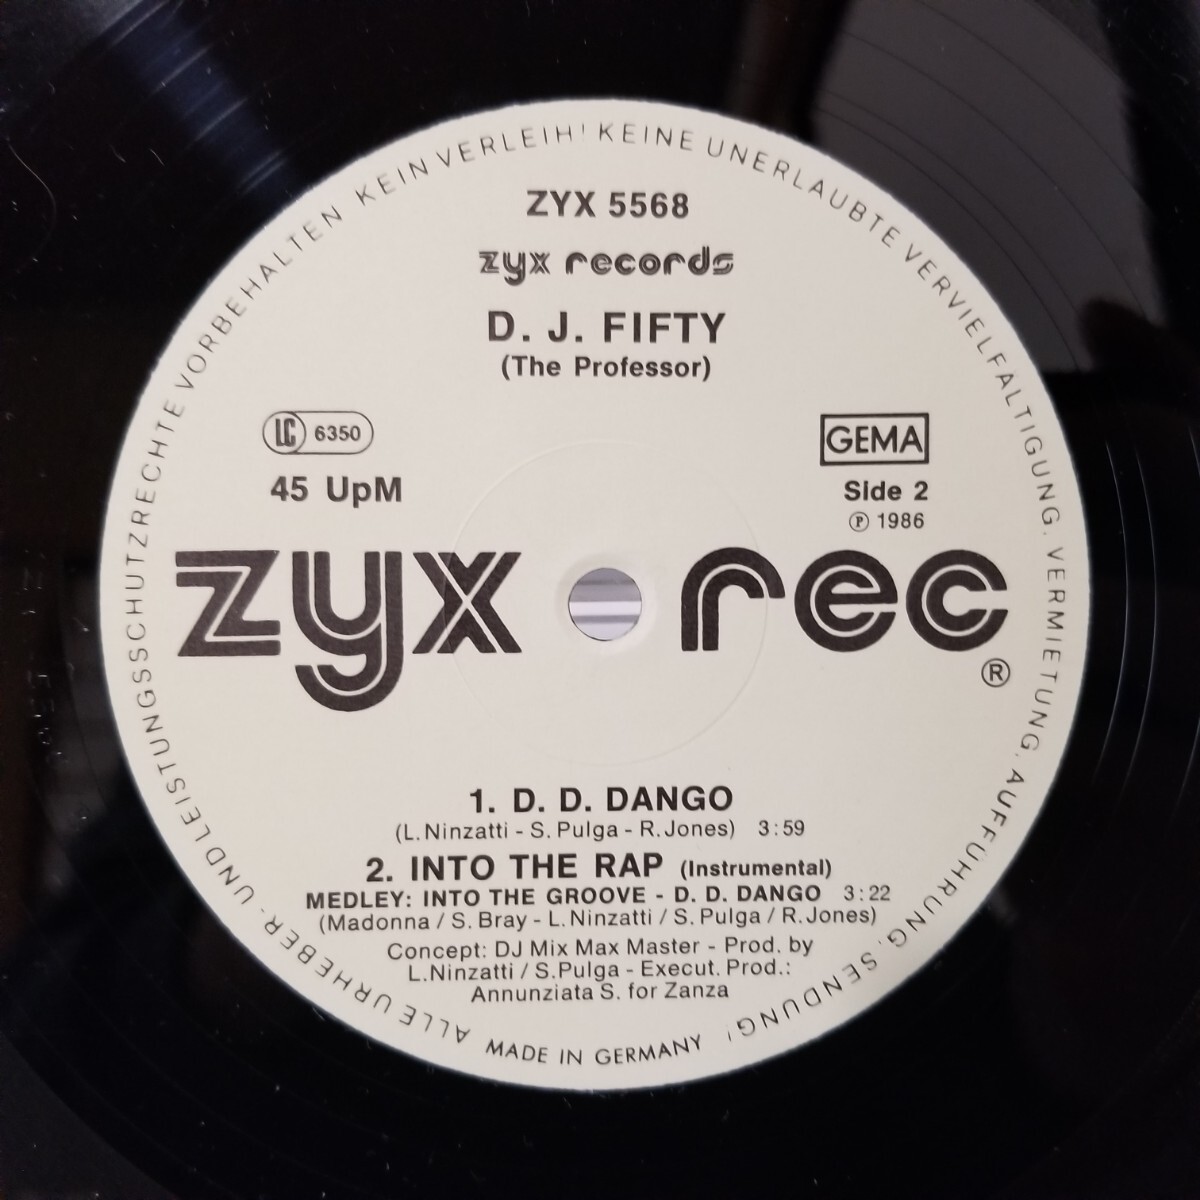 ALLE URHEBER- UND LEISTUNGSSCHUTZRECHTE VORBEHALTEN KEIN VERLEIH! KEINE UNERLAUBTE VERVIELFÄLTIGUNG, VERMIETUNG, AUFFÜHRUNG, SENDUNG!
ZYX 5568
zyx records
D. J. FIFTY
(The Professor)
LC 6350
GEMA
45 UpM
Side 2
℗ 1986
zyx rec ®
1. D. D. DANGO
(L. Ninzatti - S. Pulga - R. Jones) 3:59
2. INTO THE RAP (Instrumental)
MEDLEY: INTO THE GROOVE - D. D. DANGO 3:22
(Madonna / S. Bray - L. Ninzatti / S. Pulga / R. Jones)
Concept: DJ Mix Max Master - Prod. by
L. Ninzatti / S. Pulga - Execut. Prod.:
Annunziata S. for Zanza
MADE IN GERMANY